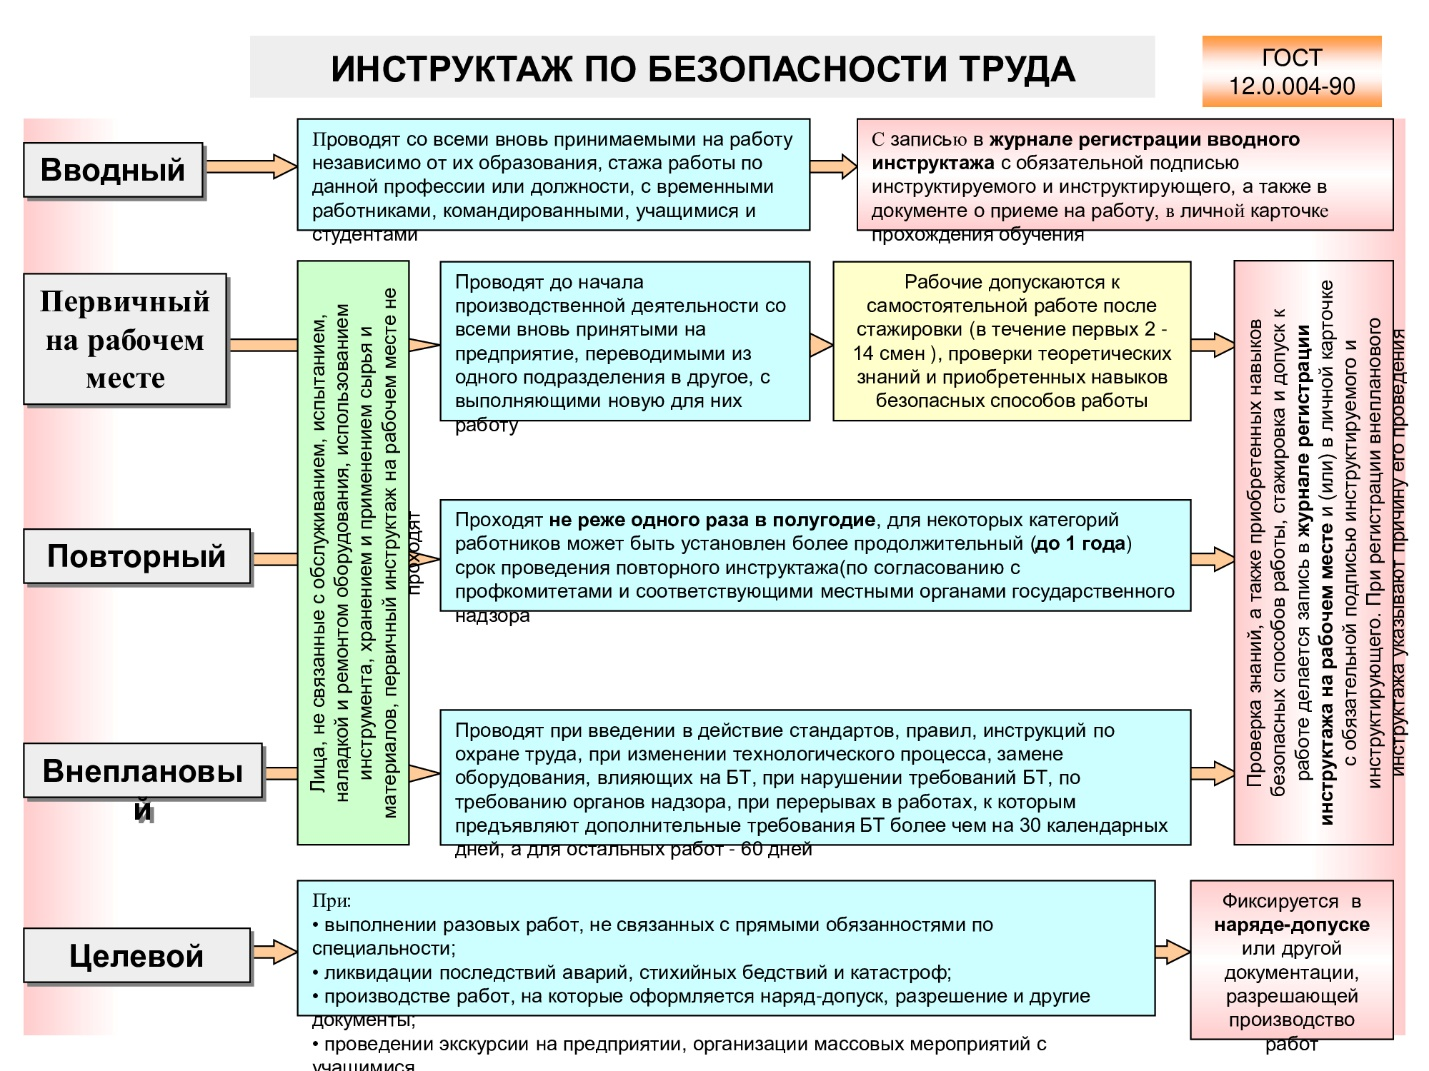 ИНСТРУКТАЖ ПО БЕЗОПАСНОСТИ ТРУДА
ГОСТ
12.0.004-90
Вводный
Проводят со всеми вновь принимаемыми на работу
независимо от их образования, стажа работы по
данной профессии или должности, с временными
работниками, командированными, учащимися и
студентами
С записью в журнале регистрации вводного
инструктажа с обязательной подписью
инструктируемого и инструктирующего, а также в
документе о приеме на работу, в личной карточке
прохождения обучения
Первичный
на рабочем
месте
Лица, не связанные с обслуживанием, испытанием,
наладкой и ремонтом оборудования, использованием
инструмента, хранением и применением сырья и
материалов, первичный инструктаж на рабочем месте не
проходят
Проводят до начала
производственной деятельности со
всеми вновь принятыми на
предприятие, переводимыми из
одного подразделения в другое, с
выполняющими новую для них
работу
Рабочие допускаются к
самостоятельной работе после
стажировки (в течение первых 2 -
14 смен ), проверки теоретических
знаний и приобретенных навыков
безопасных способов работы
Проверка знаний, а также приобретенных навыков
безопасных способов работы, стажировка и допуск к
работе делается запись в журнале регистрации
инструктажа на рабочем месте и (или) в личной карточке
с обязательной подписью инструктируемого и
инструктирующего. При регистрации внепланового
инструктажа указывают причину его проведения
Повторный
Проходят не реже одного раза в полугодие, для некоторых категорий
работников может быть установлен более продолжительный (до 1 года)
срок проведения повторного инструктажа(по согласованию с
профкомитетами и соответствующими местными органами государственного
надзора
Внеплановы
й
Проводят при введении в действие стандартов, правил, инструкций по
охране труда, при изменении технологического процесса, замене
оборудования, влияющих на БТ, при нарушении требований БТ, по
требованию органов надзора, при перерывах в работах, к которым
предъявляют дополнительные требования БТ более чем на 30 календарных
дней, а для остальных работ - 60 дней
Целевой
При:
• выполнении разовых работ, не связанных с прямыми обязанностями по
специальности;
• ликвидации последствий аварий, стихийных бедствий и катастроф;
• производстве работ, на которые оформляется наряд-допуск, разрешение и другие
документы;
• проведении экскурсии на предприятии, организации массовых мероприятий с
учащимися
Фиксируется в
наряде-допуске
или другой
документации,
разрешающей
производство
работ